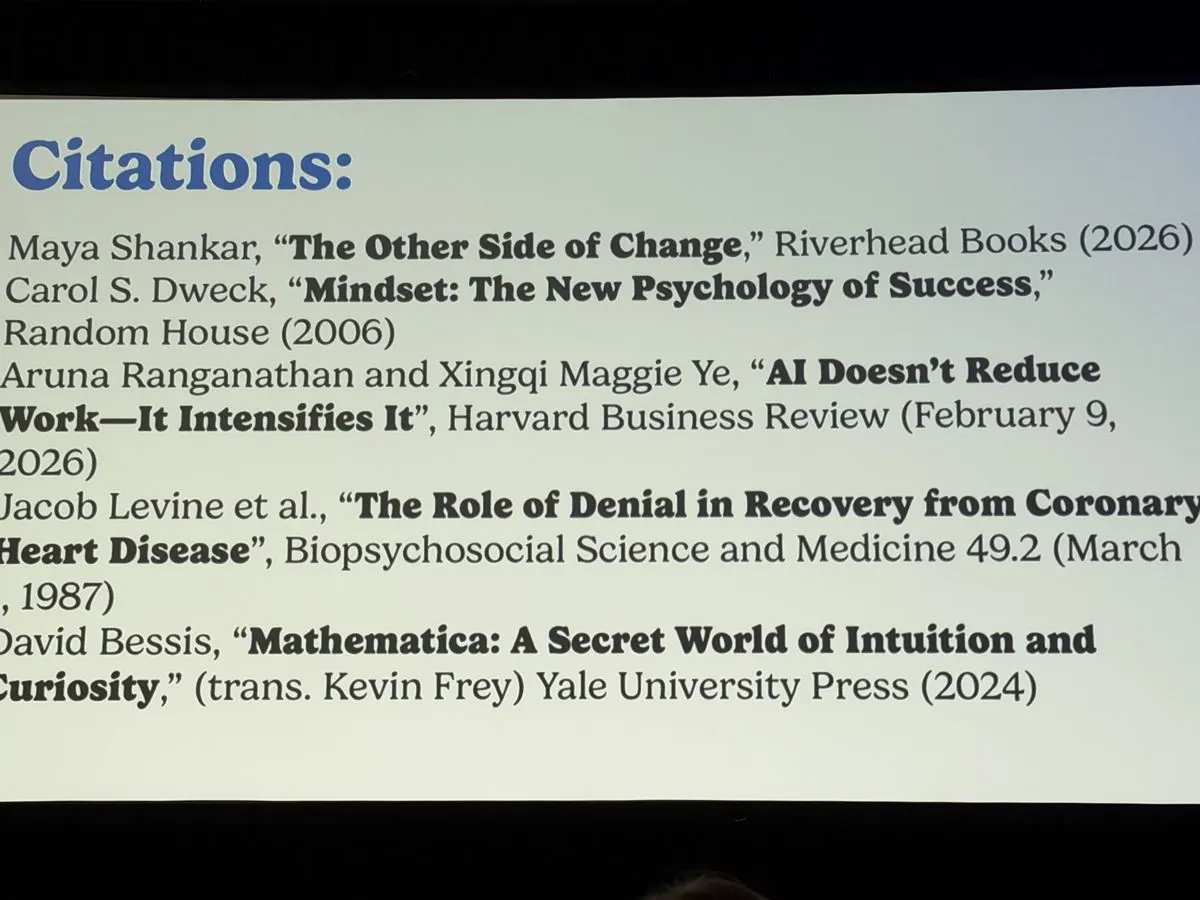 Citations:
Maya Shankar, “The Other Side of Change,” Riverhead Books (2026)
Carol S. Dweck, “Mindset: The New Psychology of Success,”
Random House (2006)
Aruna Ranganathan and Xingqi Maggie Ye, “AI Doesn’t Reduce
Work—It Intensifies It”, Harvard Business Review (February 9,
2026)
Jacob Levine et al., “The Role of Denial in Recovery from Coronary
Heart Disease”, Biopsychosocial Science and Medicine 49.2 (March
, 1987)
David Bessis, “Mathematica: A Secret World of Intuition and
Curiosity,” (trans. Kevin Frey) Yale University Press (2024)